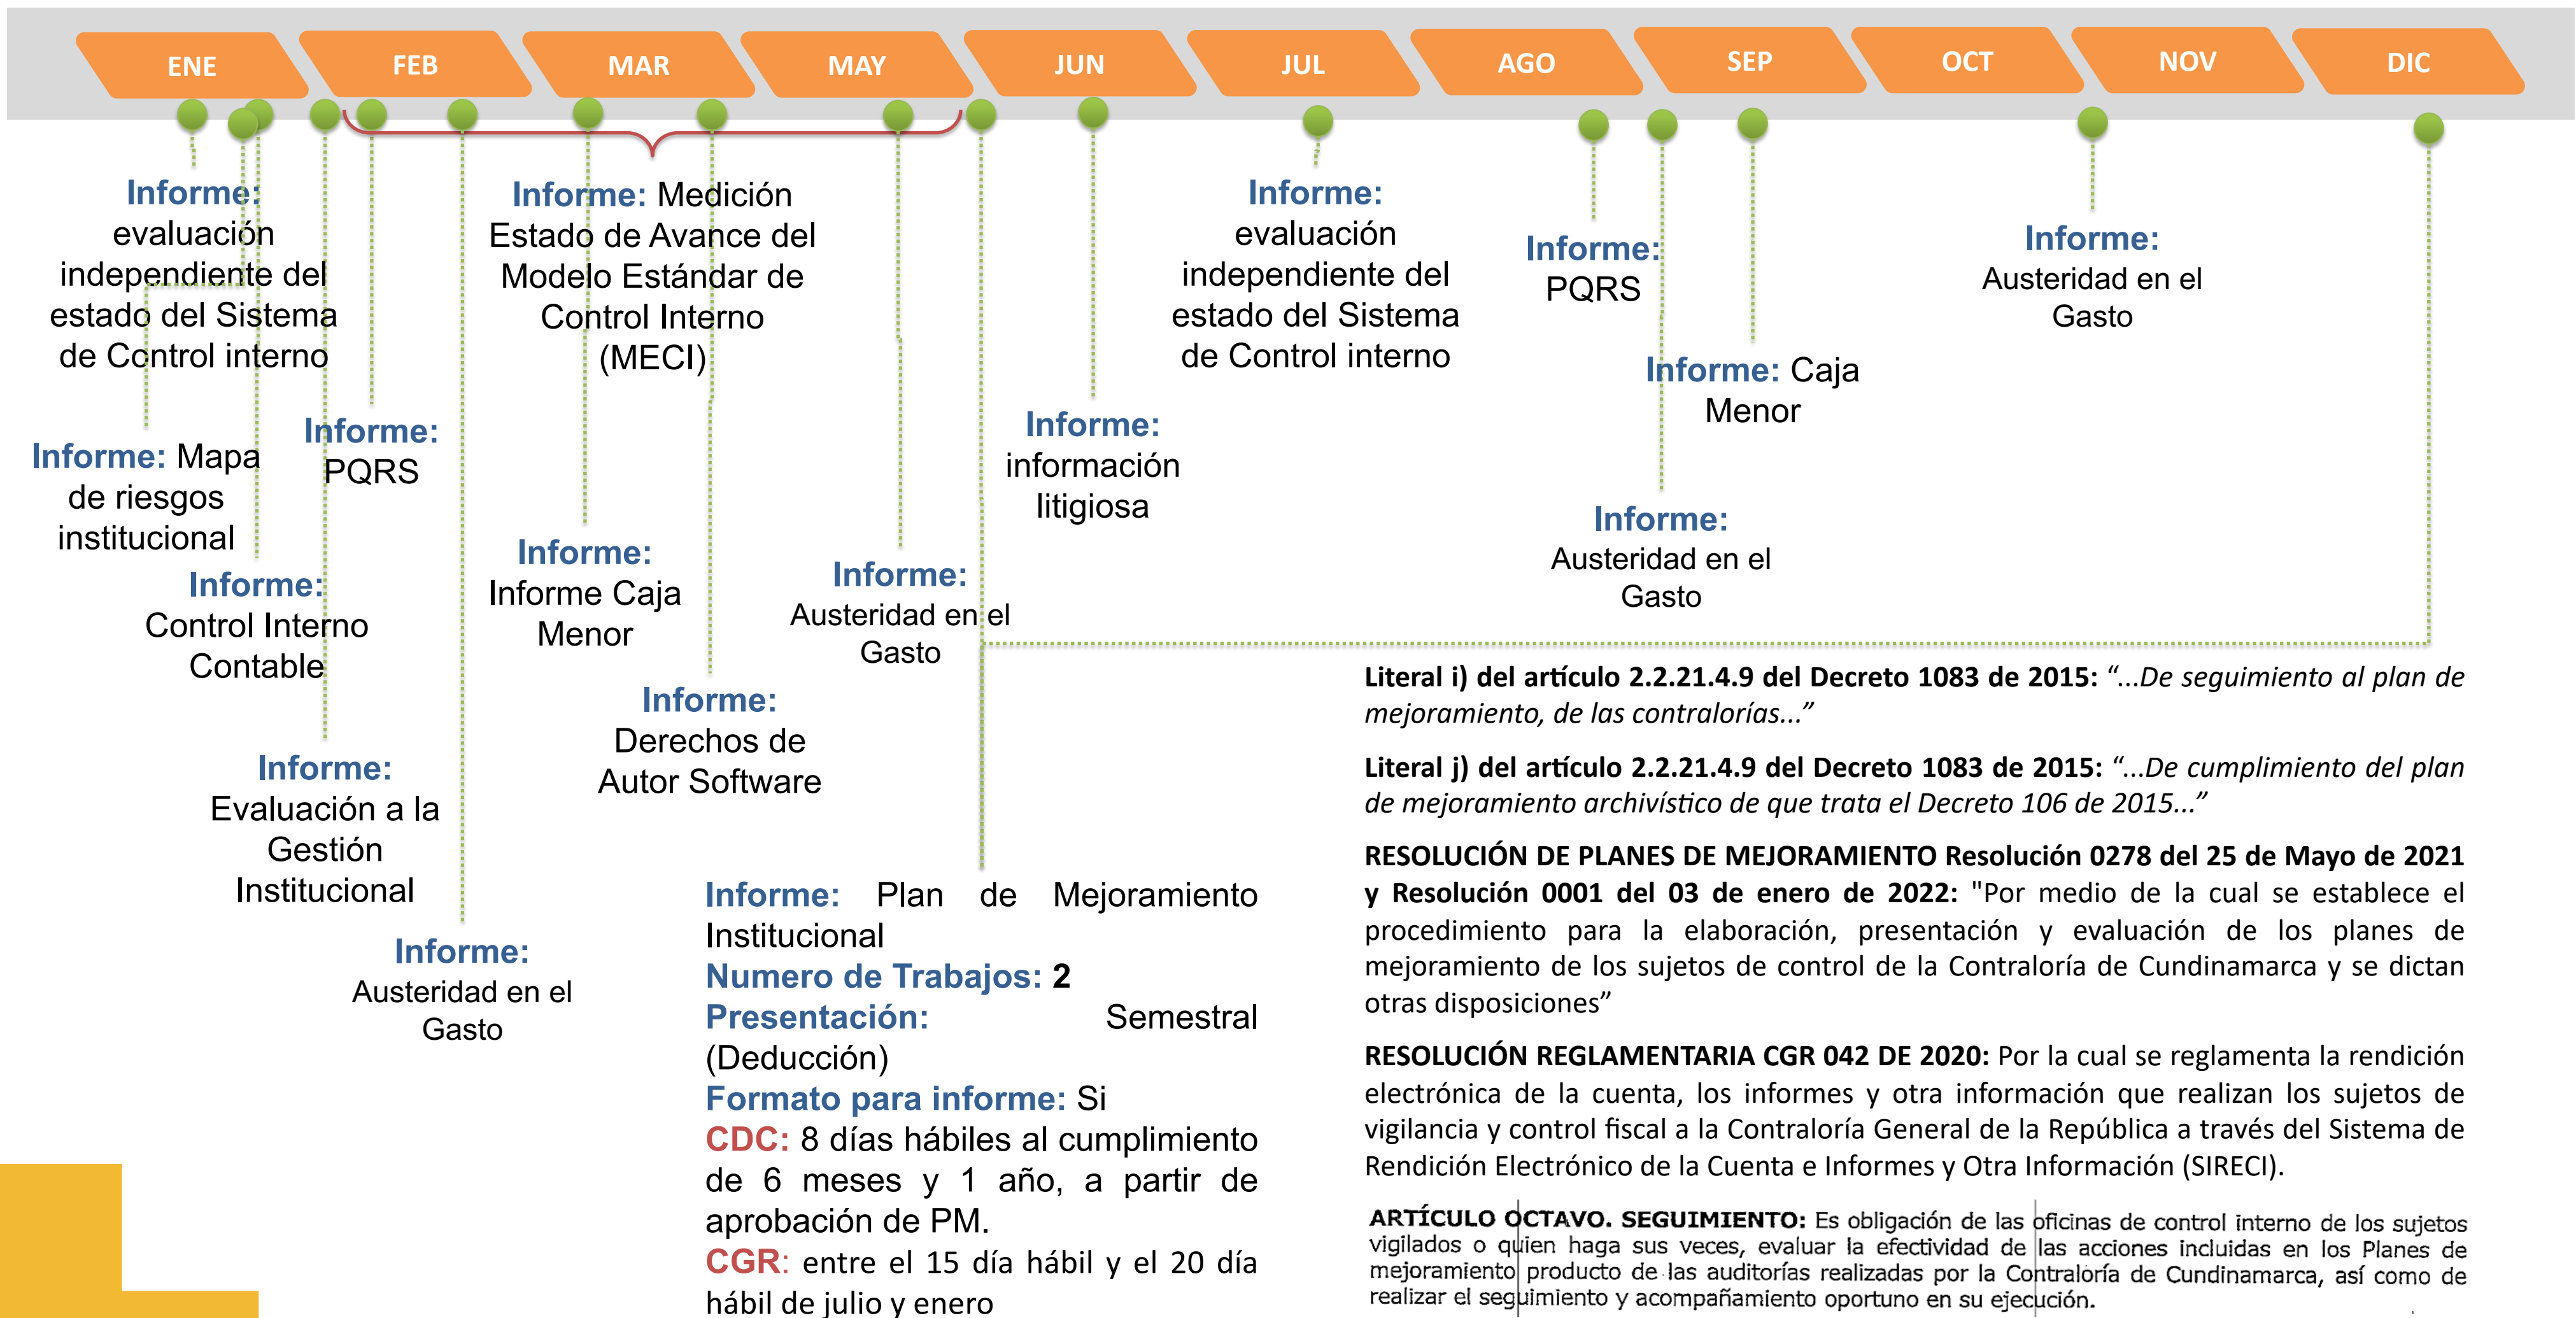 ENE FEB MAR MAY JUN JUL AGO SEP OCT NOV DIC
Informe:
evaluación
independiente del
estado del Sistema
de Control interno
Informe: Mapa
de riesgos
institucional
Informe:
Control Interno
Contable
Informe:
Evaluación a la
Gestión
Institucional
Informe:
PQRS
Informe:
Austeridad en el
Gasto
Informe: Medición
Estado de Avance del
Modelo Estándar de
Control Interno
(MECI)
Informe:
Informe Caja
Menor
Informe:
Derechos de
Autor Software
Informe:
Austeridad en el
Gasto
Informe:
información
litigiosa
Informe:
evaluación
independiente del
estado del Sistema
de Control interno
Informe:
PQRS
Informe: Caja
Menor
Informe:
Austeridad en el
Gasto
Informe:
Austeridad en el
Gasto
Informe: Plan de Mejoramiento
Institucional
Numero de Trabajos: 2
Presentación: Semestral
(Deducción)
Formato para informe: Si
CDC: 8 días hábiles al cumplimiento
de 6 meses y 1 año, a partir de
aprobación de PM.
CGR: entre el 15 día hábil y el 20 día
hábil de julio y enero
Literal i) del artículo 2.2.21.4.9 del Decreto 1083 de 2015: “...De seguimiento al plan de
mejoramiento, de las contralorías...”
Literal j) del artículo 2.2.21.4.9 del Decreto 1083 de 2015: “...De cumplimiento del plan
de mejoramiento archivístico de que trata el Decreto 106 de 2015...”
RESOLUCIÓN DE PLANES DE MEJORAMIENTO Resolución 0278 del 25 de Mayo de 2021
y Resolución 0001 del 03 de enero de 2022: "Por medio de la cual se establece el
procedimiento para la elaboración, presentación y evaluación de los planes de
mejoramiento de los sujetos de control de la Contraloría de Cundinamarca y se dictan
otras disposiciones”
RESOLUCIÓN REGLAMENTARIA CGR 042 DE 2020: Por la cual se reglamenta la rendición
electrónica de la cuenta, los informes y otra información que realizan los sujetos de
vigilancia y control fiscal a la Contraloría General de la República a través del Sistema de
Rendición Electrónico de la Cuenta e Informes y Otra Información (SIRECI).
ARTÍCULO OCTAVO. SEGUIMIENTO: Es obligación de las oficinas de control interno de los sujetos
vigilados o quien haga sus veces, evaluar la efectividad de las acciones incluidas en los Planes de
mejoramiento producto de las auditorías realizadas por la Contraloría de Cundinamarca, así como de
realizar el seguimiento y acompañamiento oportuno en su ejecución.